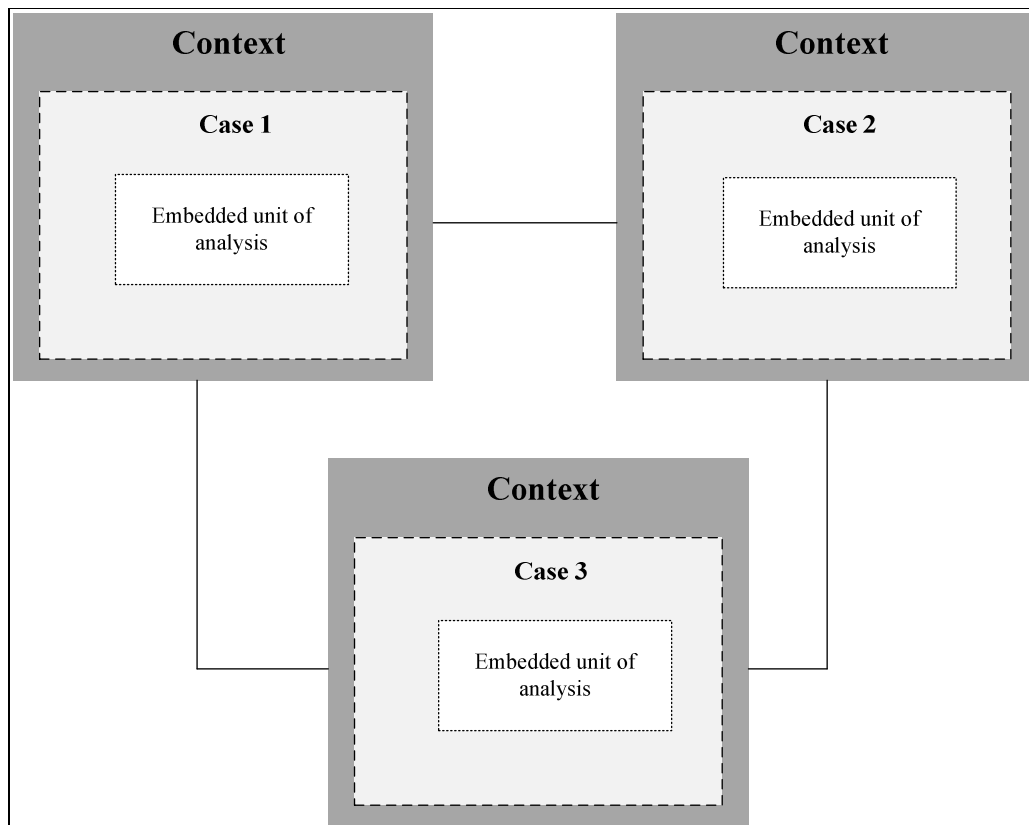 Context
Case 1
Embedded unit of
analysis
Context
Case 2
Embedded unit of
analysis
Context
Case 3
Embedded unit of
analysis